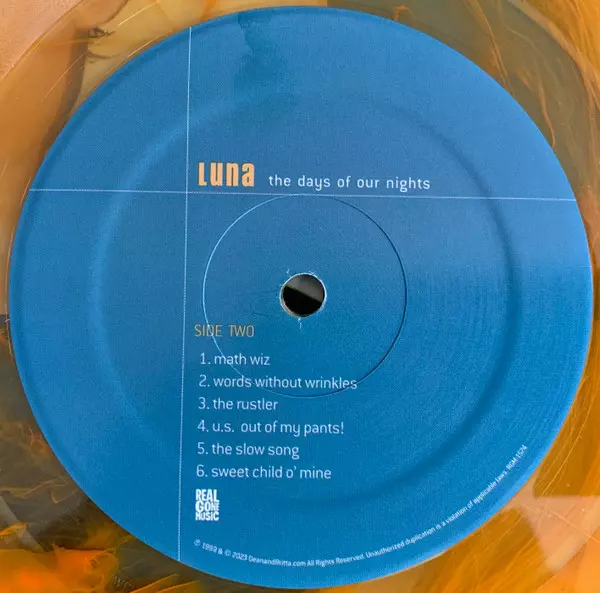 Luna the days of our nights
SIDE TWO
1. math wiz
2. words without wrinkles
3. the rustler
4. u.s. out of my pants!
5. the slow song
6. sweet child o' mine
REAL
GONE
MUSIC
℗ 1999 & © 2023 DeanandBritta.com All Rights Reserved. Unauthorized duplication is a violation of applicable laws. RGM-1574